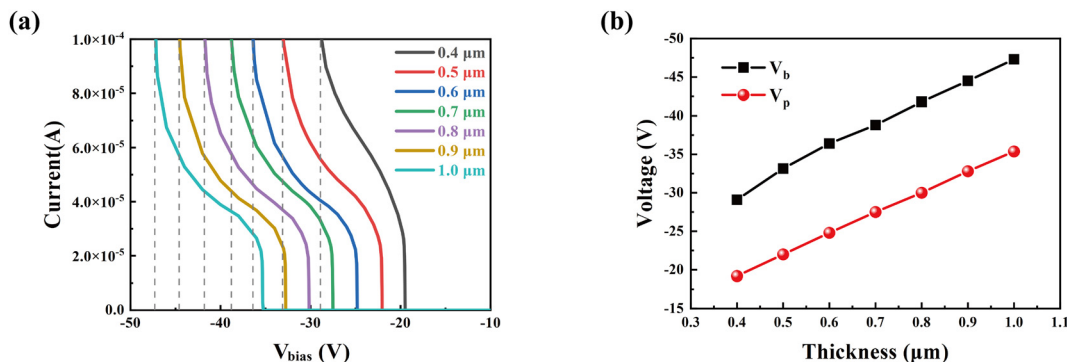 (a)
1.0×10⁻⁴
8.0×10⁻⁵
6.0×10⁻⁵
4.0×10⁻⁵
2.0×10⁻⁵
0.0
Current(A)
0.4 μm
0.5 μm
0.6 μm
0.7 μm
0.8 μm
0.9 μm
1.0 μm
-50 -40 -30 -20 -10
V_bias (V)
(b)
-50
-45
-40
-35
-30
-25
-20
-15
Voltage (V)
V_b
V_p
0.3 0.4 0.5 0.6 0.7 0.8 0.9 1.0 1.1
Thickness (μm)